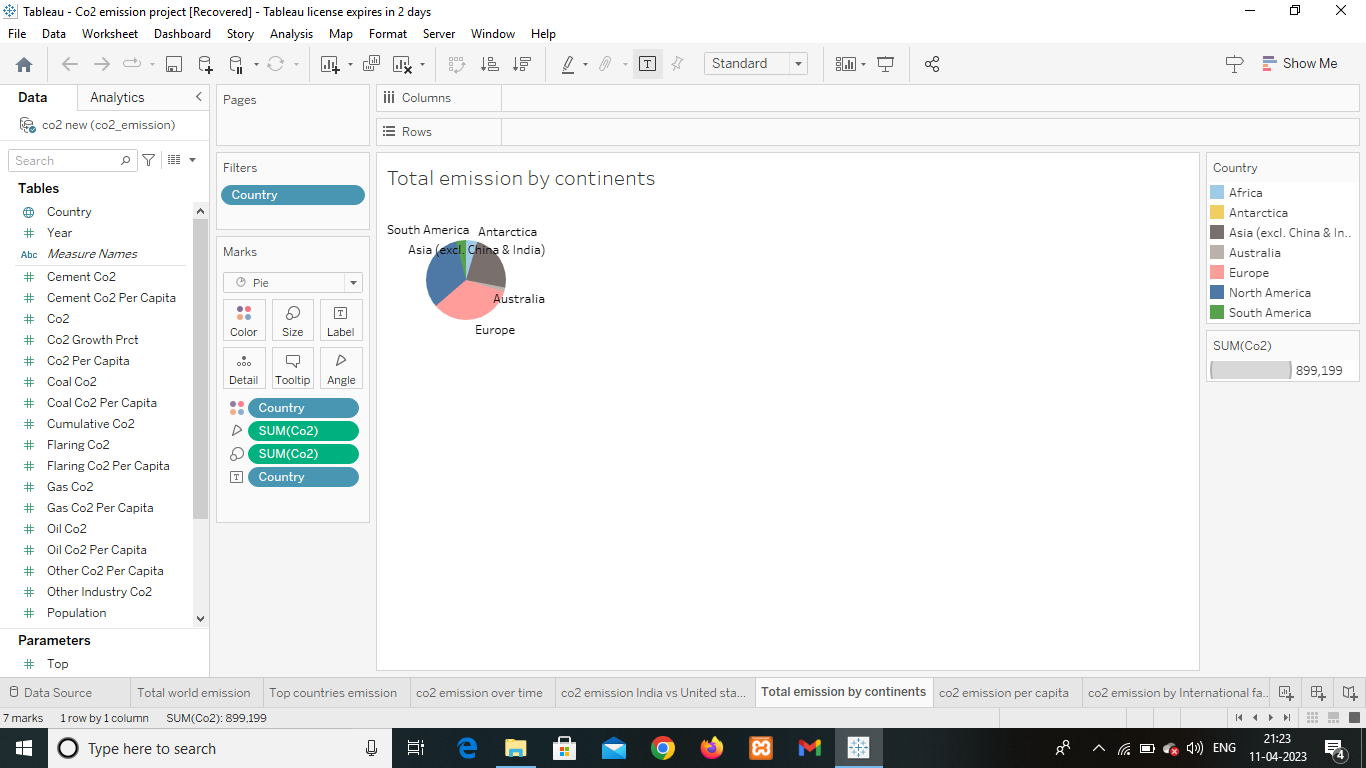 Tableau - Co2 emission project [Recovered] - Tableau license expires in 2 days
File Data Worksheet Dashboard Story Analysis Map Format Server Window Help
Standard
Show Me
Data Analytics
co2 new (co2_emission)
Search
Tables
Country
Year
Abc Measure Names
Cement Co2
Cement Co2 Per Capita
Co2
Co2 Growth Prct
Co2 Per Capita
Coal Co2
Coal Co2 Per Capita
Cumulative Co2
Flaring Co2
Flaring Co2 Per Capita
Gas Co2
Gas Co2 Per Capita
Oil Co2
Oil Co2 Per Capita
Other Co2 Per Capita
Other Industry Co2
Population
Parameters
Top
Pages
Filters
Country
Marks
Pie
Color Size Label
Detail Tooltip Angle
Country
SUM(Co2)
SUM(Co2)
Country
Columns
Rows
Total emission by continents
South America Antarctica
Asia (excl. China & India)
Australia
Europe
Country
Africa
Antarctica
Asia (excl. China & In..
Australia
Europe
North America
South America
SUM(Co2)
899,199
Data Source Total world emission Top countries emission co2 emission over time co2 emission India vs United sta... Total emission by continents co2 emission per capita co2 emission by International fa..
7 marks 1 row by 1 column SUM(Co2): 899,199
Type here to search
ENG
21:23
11-04-2023
4